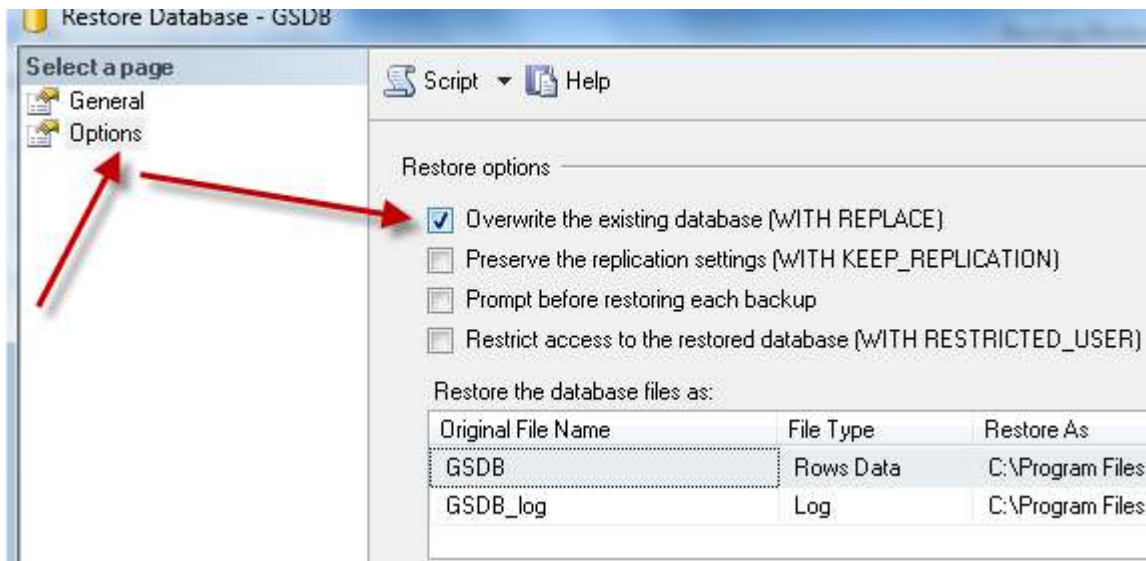 Restore Database - GSDB
Select a page
General
Options
Script Help
Restore options
Overwrite the existing database (WITH REPLACE)
Preserve the replication settings (WITH KEEP_REPLICATION)
Prompt before restoring each backup
Restrict access to the restored database (WITH RESTRICTED_USER)
Restore the database files as:
Original File Name File Type Restore As
GSDB Rows Data C:\Program Files
GSDB_log Log C:\Program Files